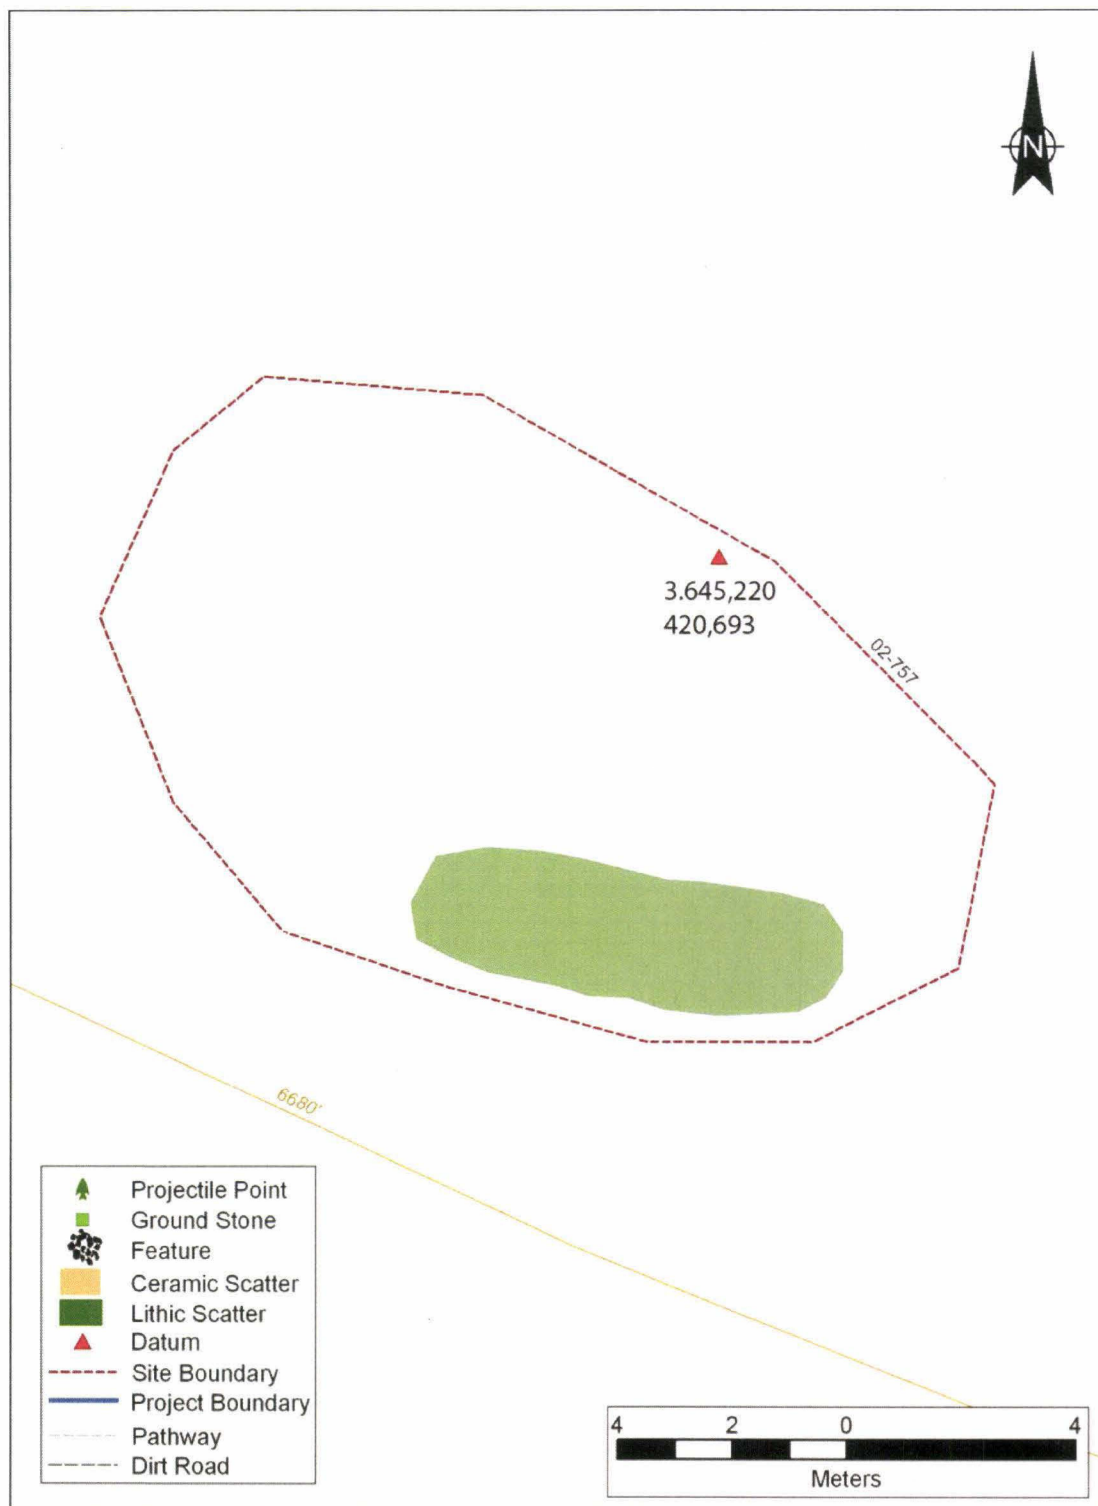 N
3.645,220
420,693
02-757
6680'
Projectile Point
Ground Stone
Feature
Ceramic Scatter
Lithic Scatter
Datum
Site Boundary
Project Boundary
Pathway
Dirt Road
4 2 0 4
Meters